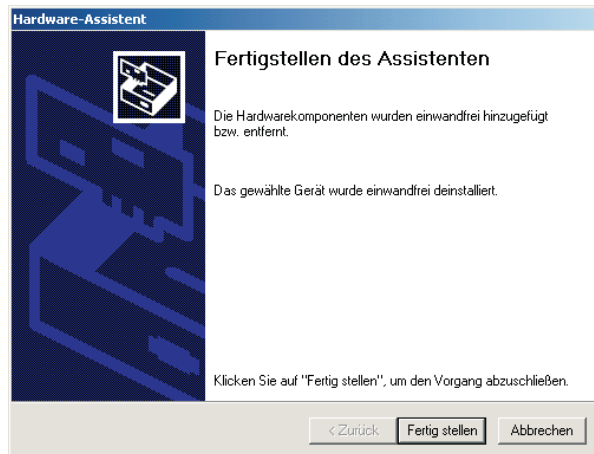 Hardware-Assistent
Fertigstellen des Assistenten
Die Hardwarekomponenten wurden einwandfrei hinzugefügt
bzw. entfernt.
Das gewählte Gerät wurde einwandfrei deinstalliert.
Klicken Sie auf "Fertig stellen", um den Vorgang abzuschließen.
< Zurück Fertig stellen Abbrechen